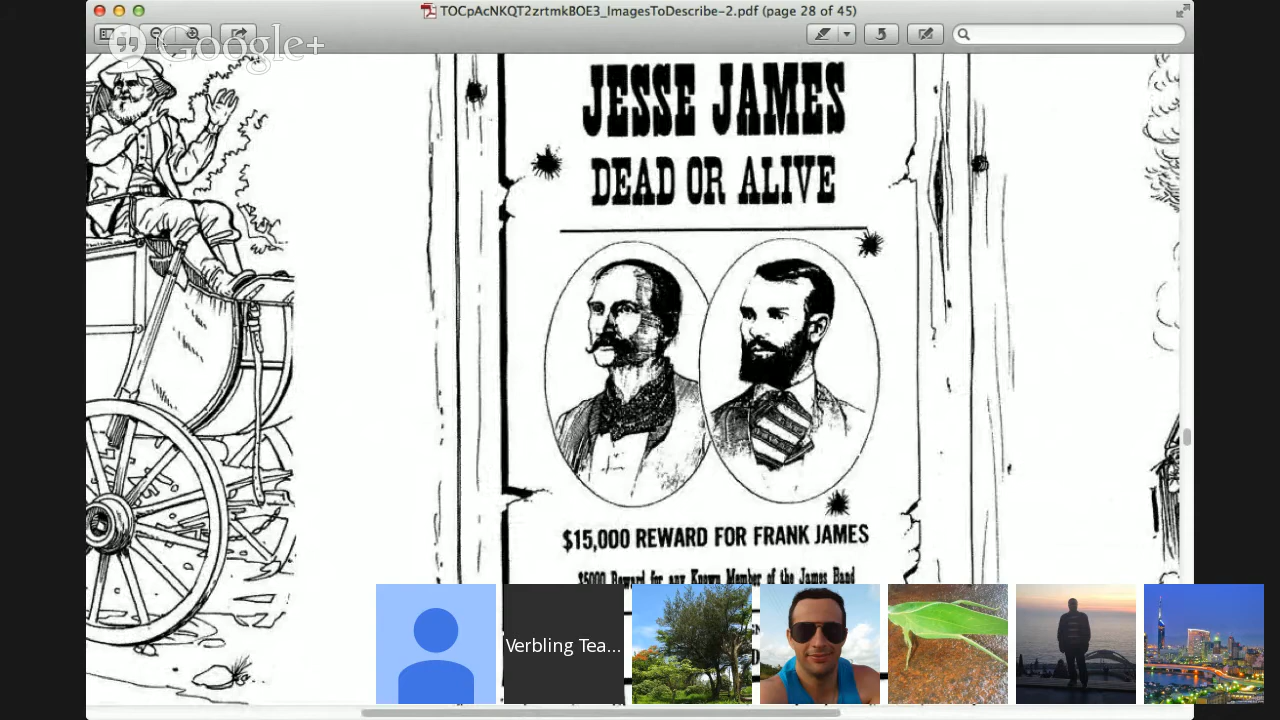 TOCpAcNKQT2zrtmkBOE3_ImagesToDescribe-2.pdf (page 28 of 45)
Google+
JESSE JAMES
DEAD OR ALIVE
$15,000 REWARD FOR FRANK JAMES
$5000 Reward for any Known Member of the James Band
Verbling Tea...